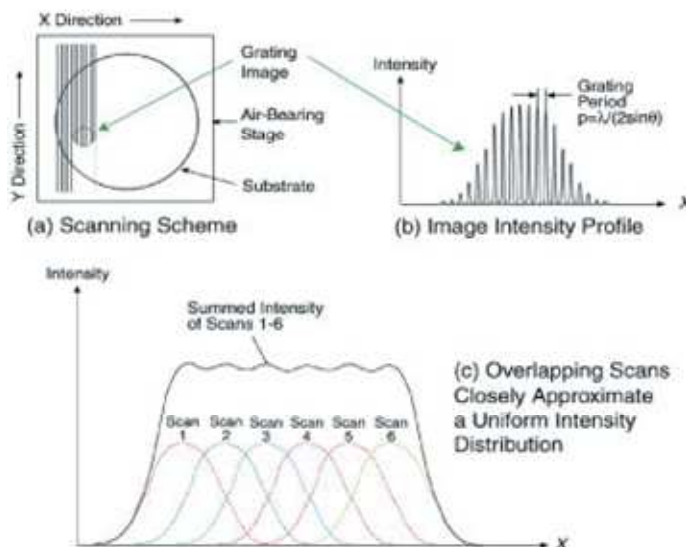 X Direction
Y Direction
Grating
Image
Air-Bearing
Stage
Substrate
(a) Scanning Scheme
Intensity
Grating
Period
p=λ/(2sinθ)
X
(b) Image Intensity Profile
Intensity
Summed Intensity
of Scans 1-6
(c) Overlapping Scans
Closely Approximate
a Uniform Intensity
Distribution
Scan Scan Scan Scan Scan Scan
1 2 3 4 5 6
X